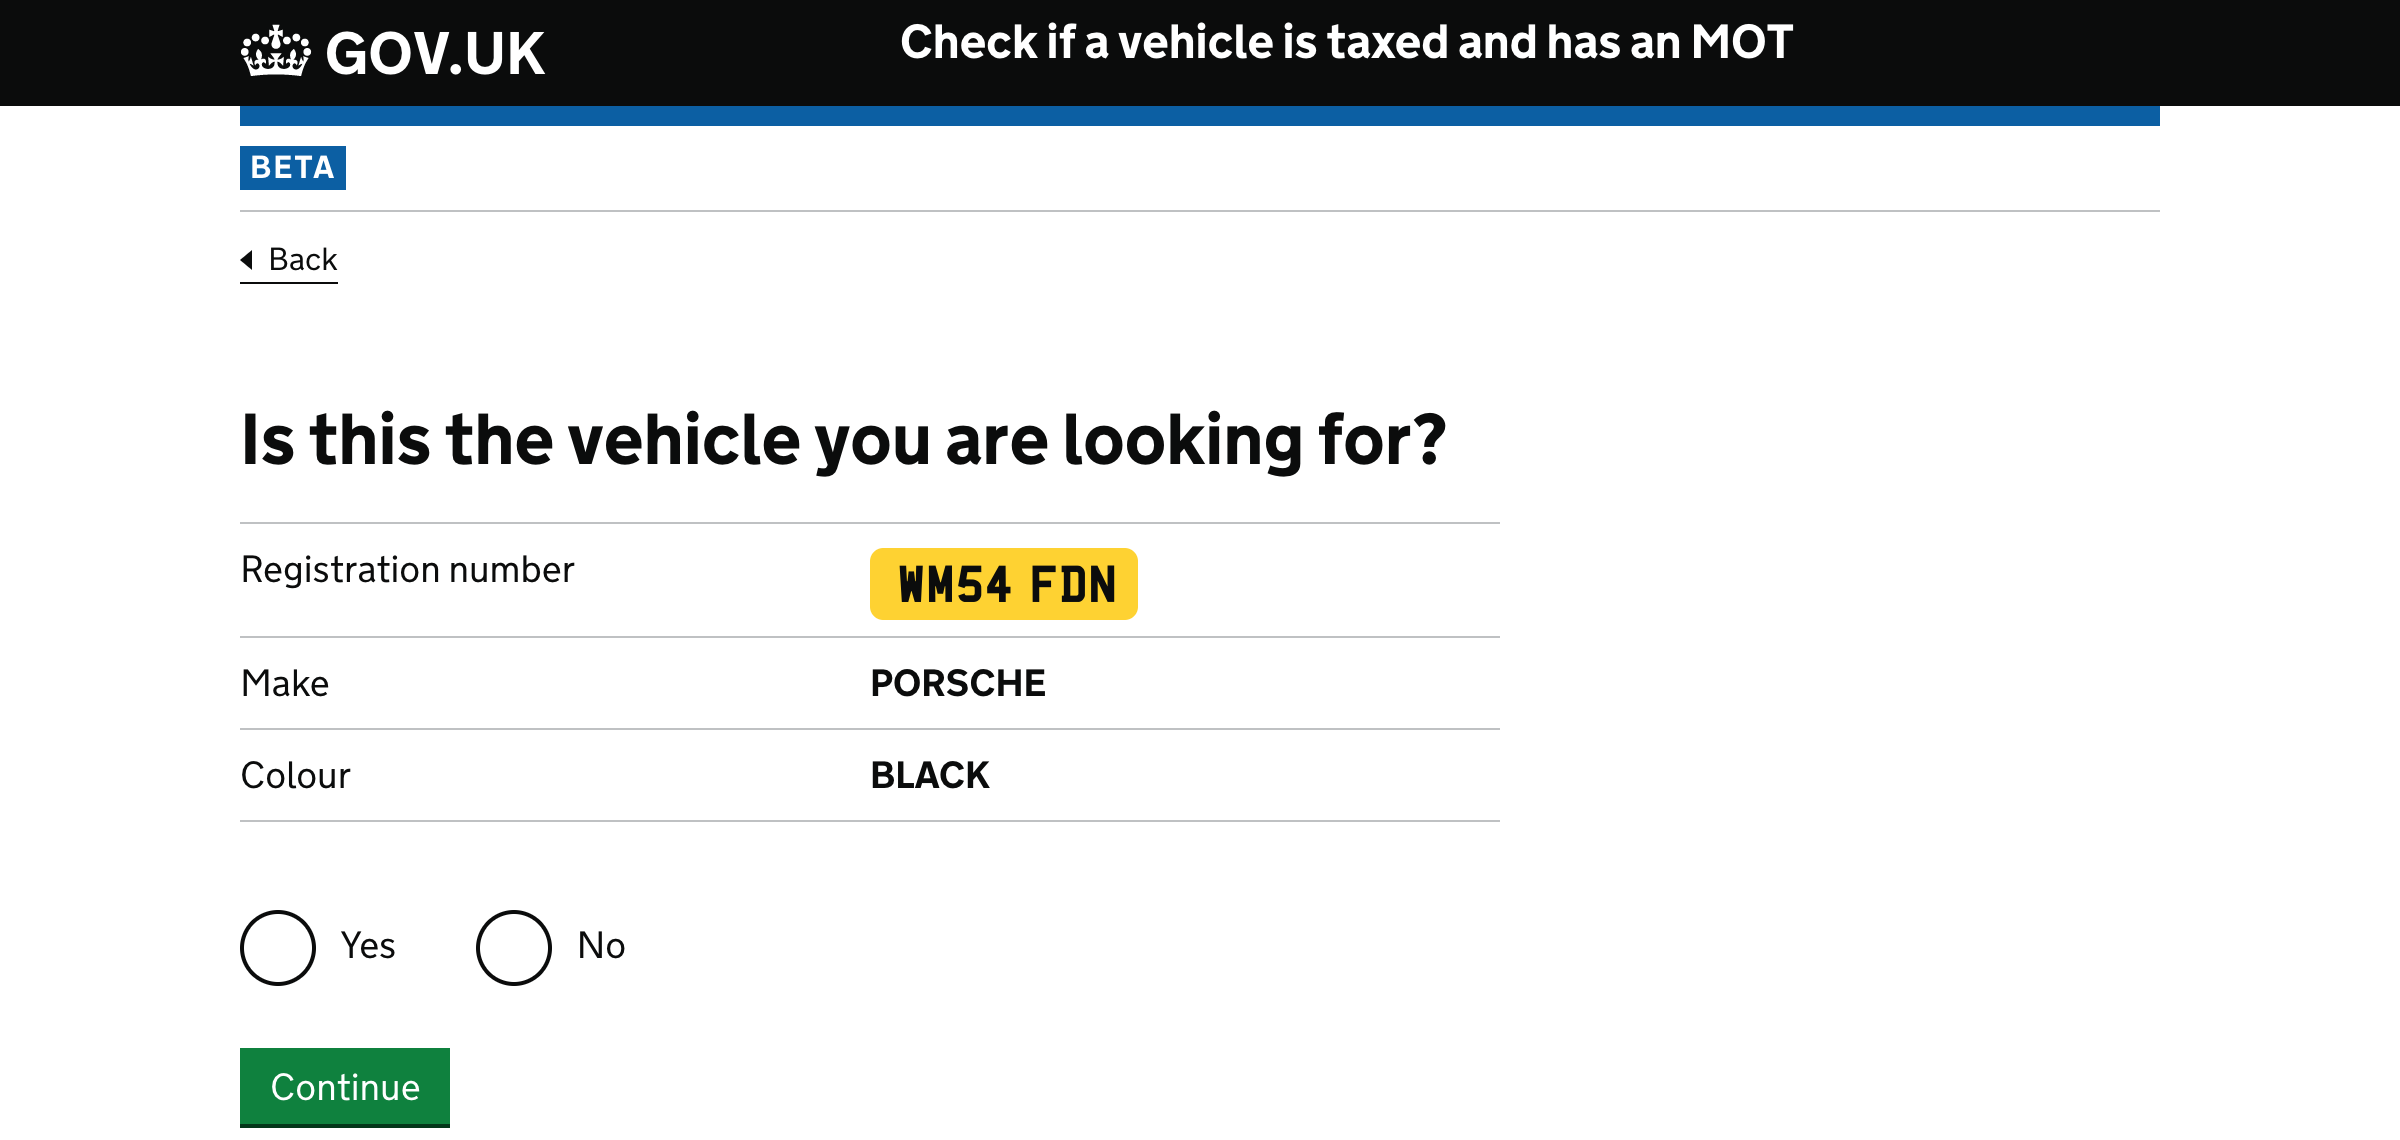 GOV.UK
Check if a vehicle is taxed and has an MOT
BETA
Back
Is this the vehicle you are looking for?
Registration number WM54 FDN
Make PORSCHE
Colour BLACK
Yes No
Continue